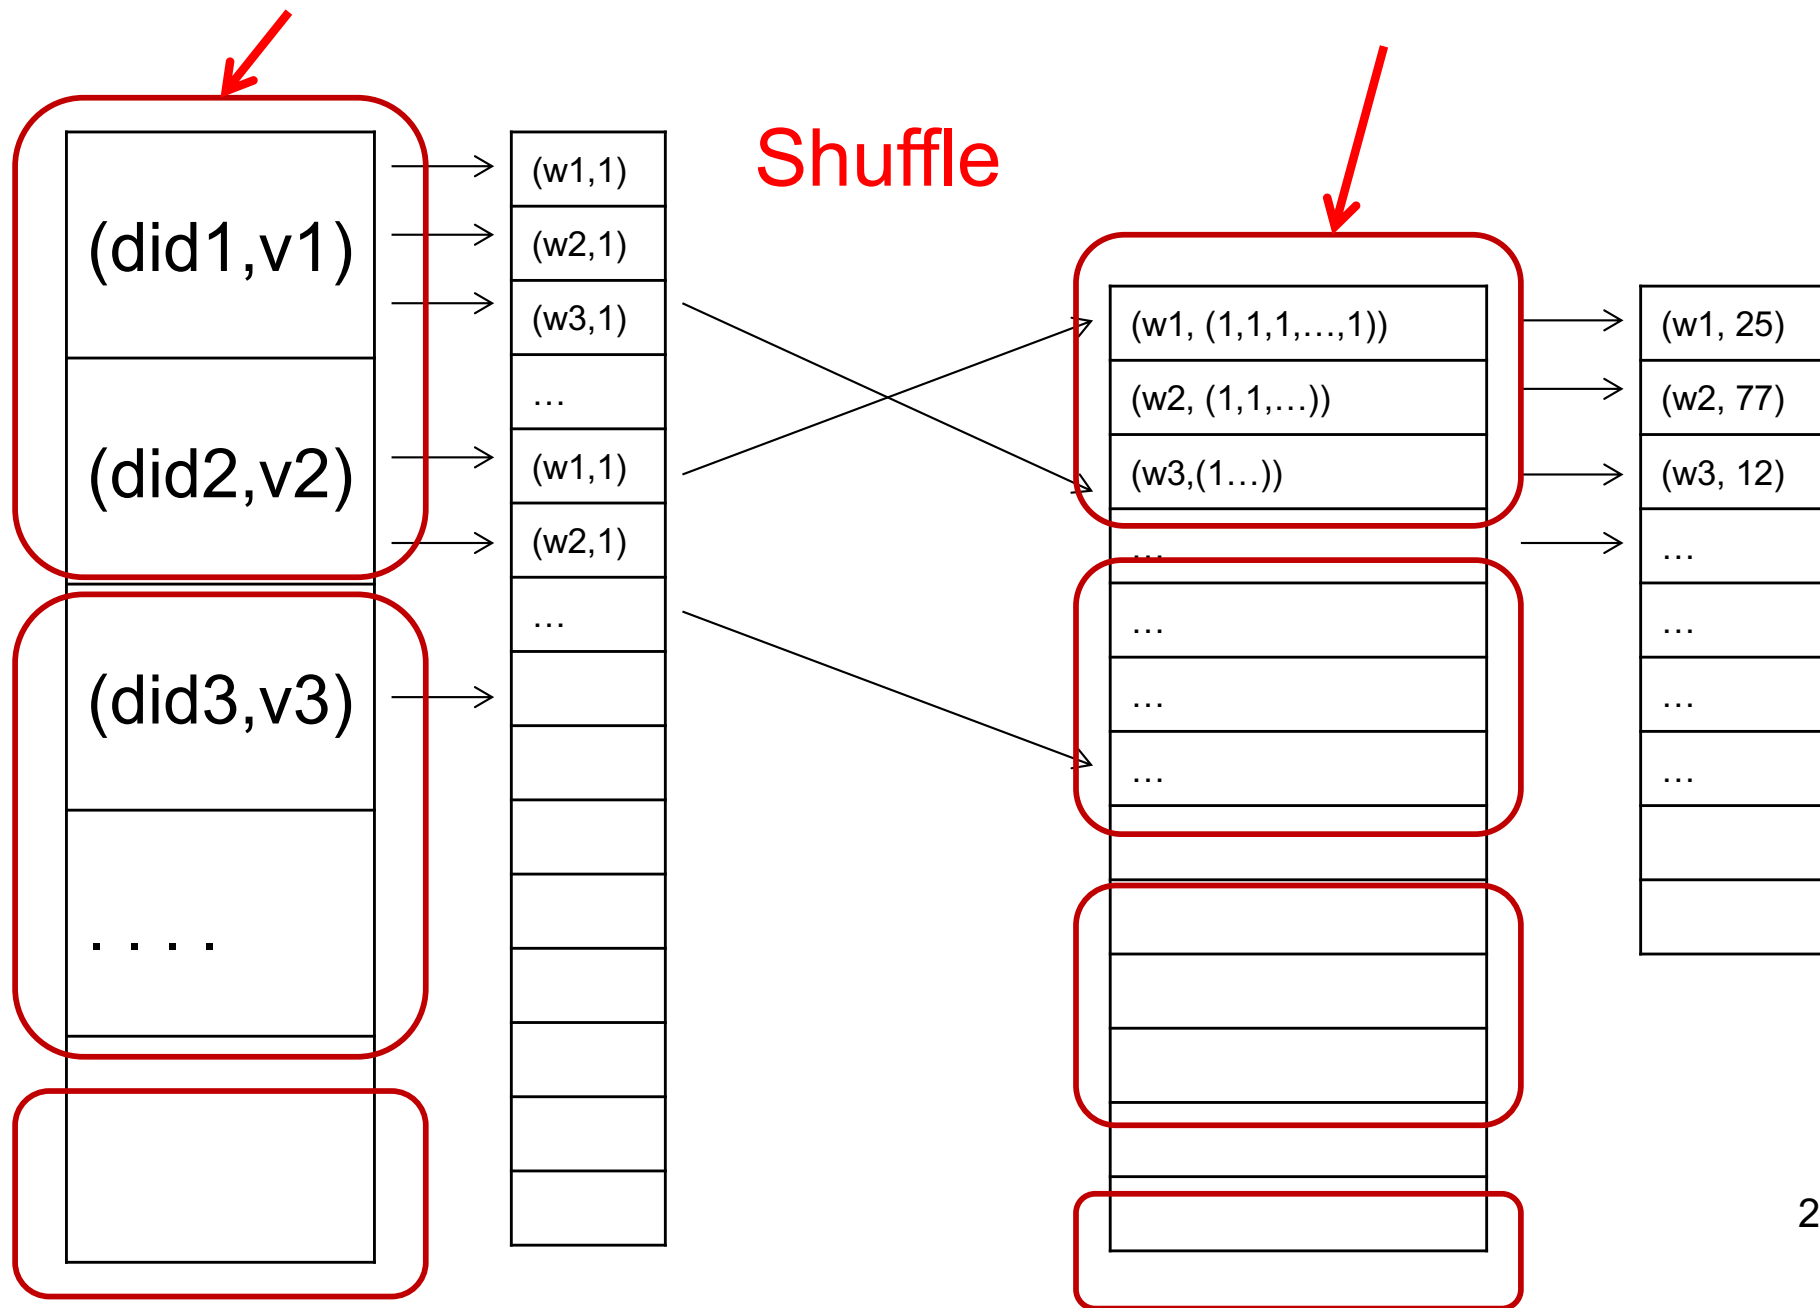 Shuffle
(did1,v1)
(did2,v2)
(did3,v3)
. . . .
(w1,1)
(w2,1)
(w3,1)
…
(w1,1)
(w2,1)
…
(w1, (1,1,1,…,1))
(w2, (1,1,…))
(w3,(1…))
…
…
…
…
(w1, 25)
(w2, 77)
(w3, 12)
…
…
…
…
2